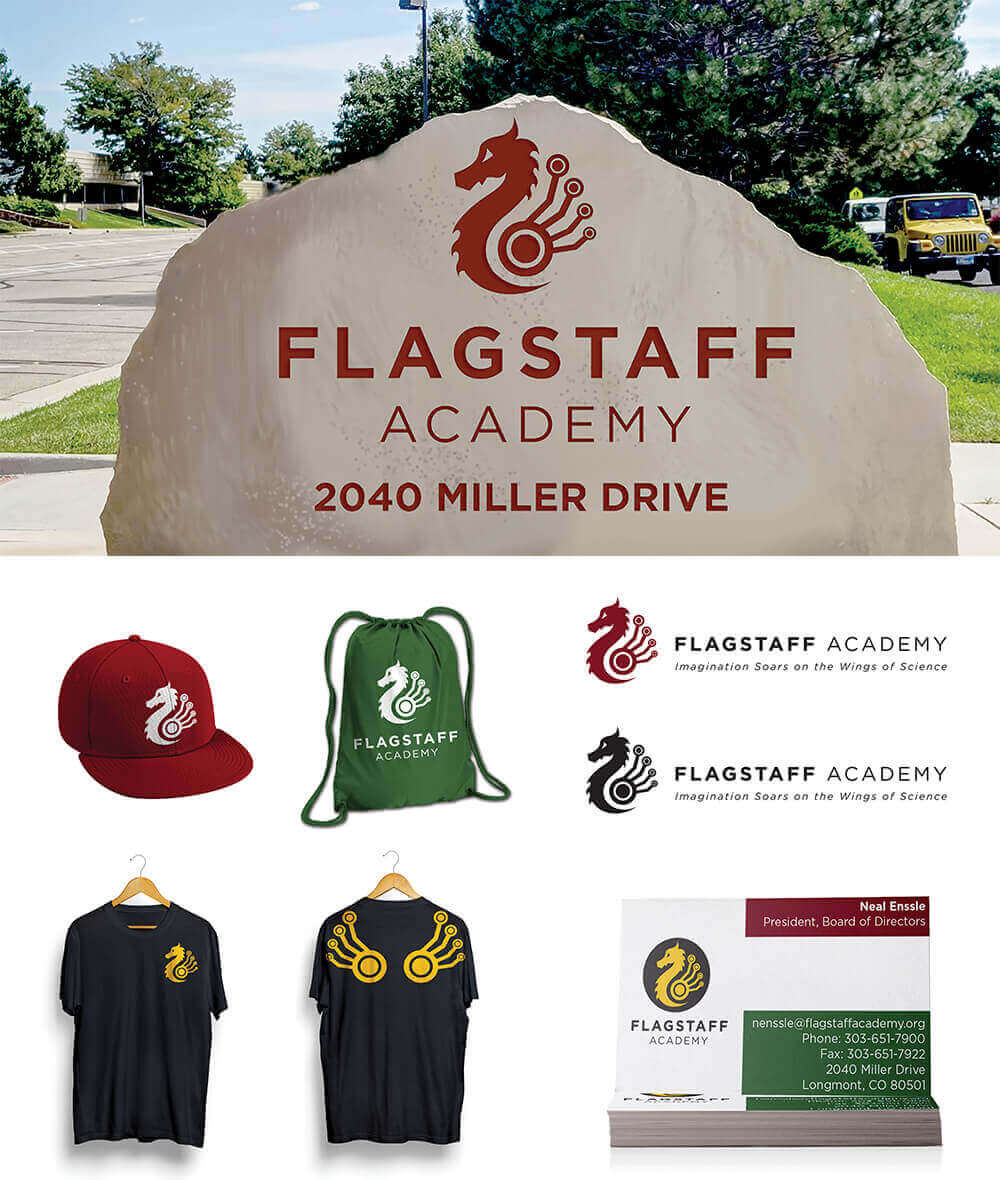 FLAGSTAFF
ACADEMY
2040 MILLER DRIVE
FLAGSTAFF
ACADEMY
FLAGSTAFF ACADEMY
Imagination Soars on the Wings of Science
FLAGSTAFF ACADEMY
Imagination Soars on the Wings of Science
Neal Enssle
President, Board of Directors
FLAGSTAFF
ACADEMY
nenssle@flagstaffacademy.org
Phone: 303-651-7900
Fax: 303-651-7922
2040 Miller Drive
Longmont, CO 80501
FLAGSTAFF